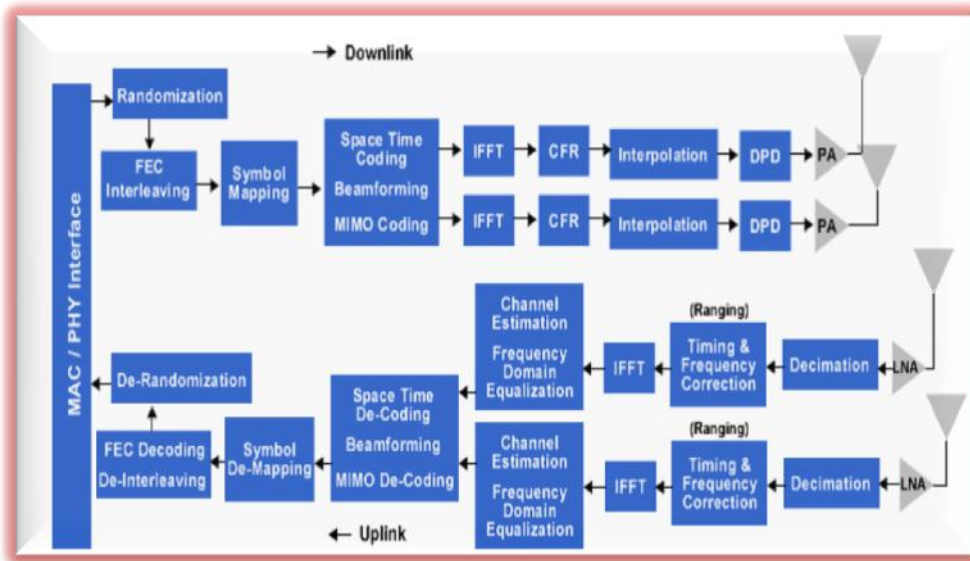 Downlink
MAC / PHY Interface
Randomization
FEC
Interleaving
Symbol
Mapping
Space Time
Coding
Beamforming
MIMO Coding
IFFT
CFR
Interpolation
DPD
PA
IFFT
CFR
Interpolation
DPD
PA
De-Randomization
FEC Decoding
De-Interleaving
Symbol
De-Mapping
Space Time
De-Coding
Beamforming
MIMO De-Coding
Channel
Estimation
Frequency
Domain
Equalization
IFFT
(Ranging)
Timing &
Frequency
Correction
Decimation
LNA
Channel
Estimation
Frequency
Domain
Equalization
IFFT
(Ranging)
Timing &
Frequency
Correction
Decimation
LNA
Uplink